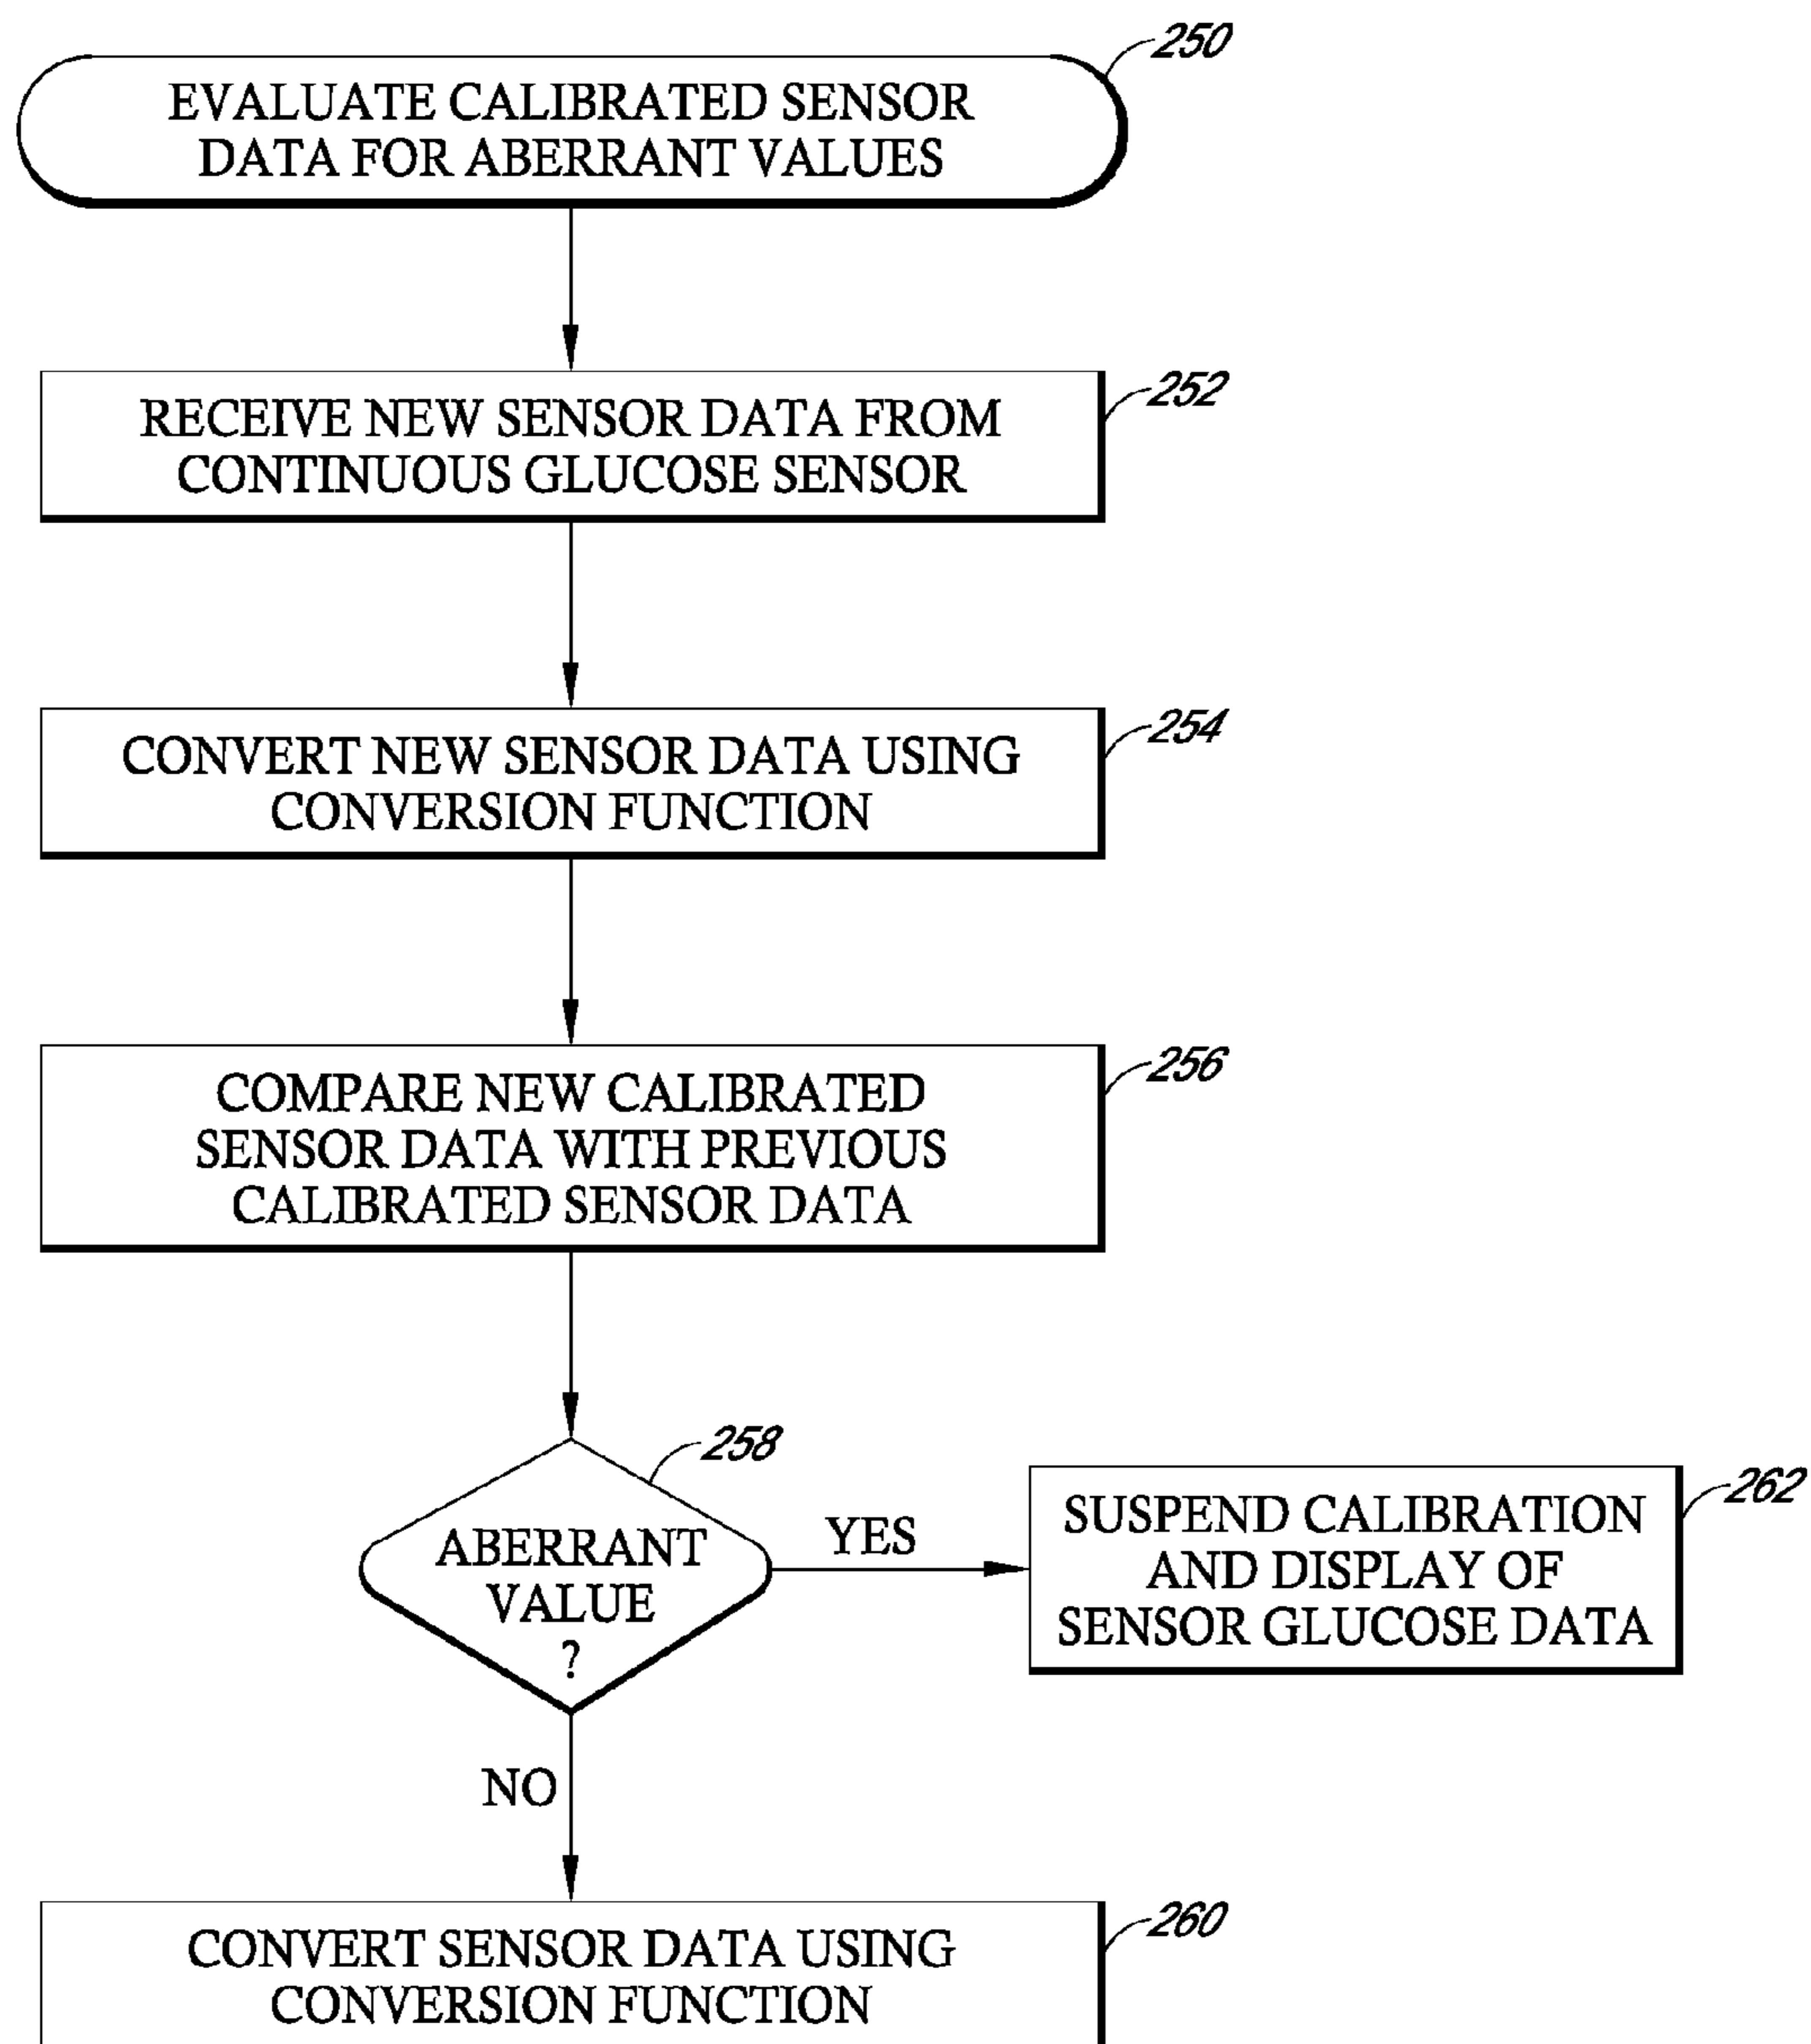 250
EVALUATE CALIBRATED SENSOR
DATA FOR ABERRANT VALUES
252
RECEIVE NEW SENSOR DATA FROM
CONTINUOUS GLUCOSE SENSOR
254
CONVERT NEW SENSOR DATA USING
CONVERSION FUNCTION
256
COMPARE NEW CALIBRATED
SENSOR DATA WITH PREVIOUS
CALIBRATED SENSOR DATA
258
ABERRANT
VALUE
?
YES
262
SUSPEND CALIBRATION
AND DISPLAY OF
SENSOR GLUCOSE DATA
NO
260
CONVERT SENSOR DATA USING
CONVERSION FUNCTION